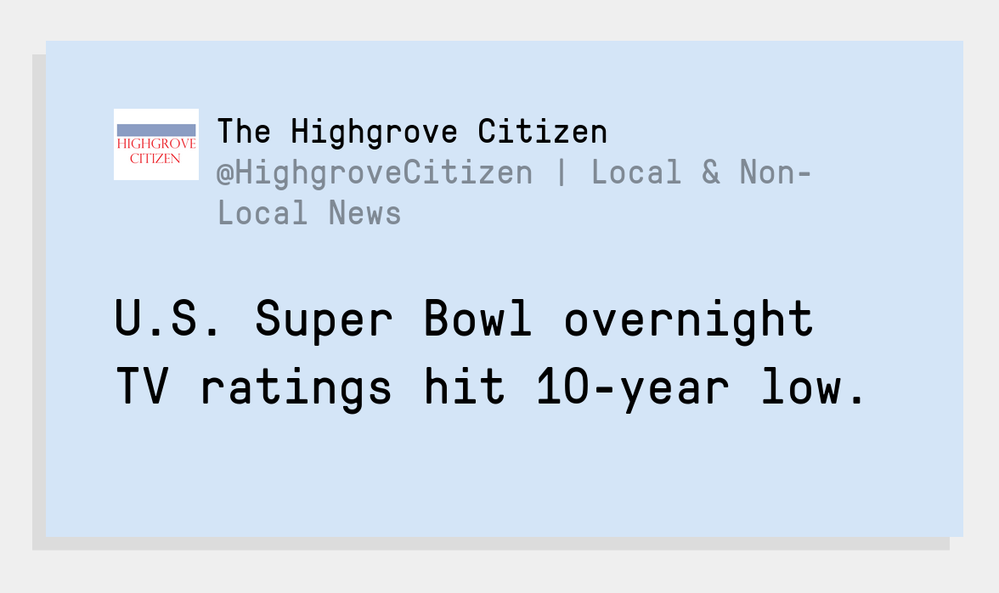 HIGHGROVE
CITIZEN
The Highgrove Citizen
@HighgroveCitizen | Local & Non-
Local News
U.S. Super Bowl overnight
TV ratings hit 10-year low.